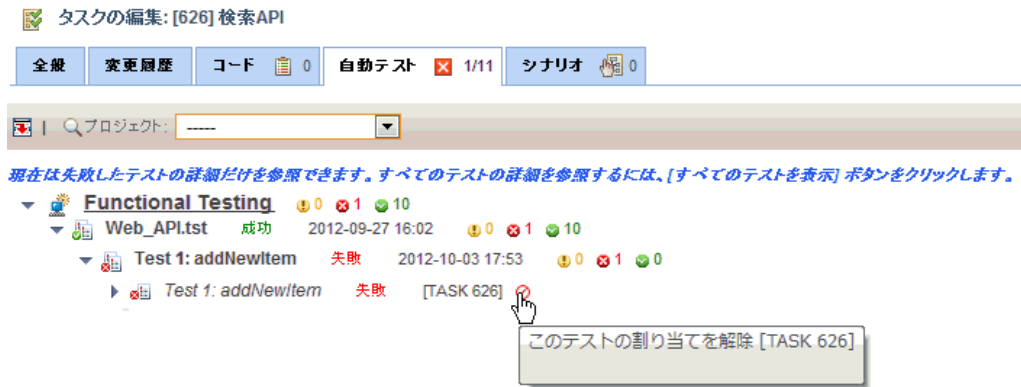 タスクの編集: [626] 検索API
全般 変更履歴 コード 0 自動テスト 1/11 シナリオ 0
| プロジェクト: -----
現在は失敗したテストの詳細だけを参照できます。すべてのテストの詳細を参照するには、[すべてのテストを表示] ボタンをクリックします。
Functional Testing 0 1 10
Web_API.tst 成功 2012-09-27 16:02 0 1 10
Test 1: addNewItem 失敗 2012-10-03 17:53 0 1 0
Test 1: addNewItem 失敗 [TASK 626]
このテストの割り当てを解除 [TASK 626]